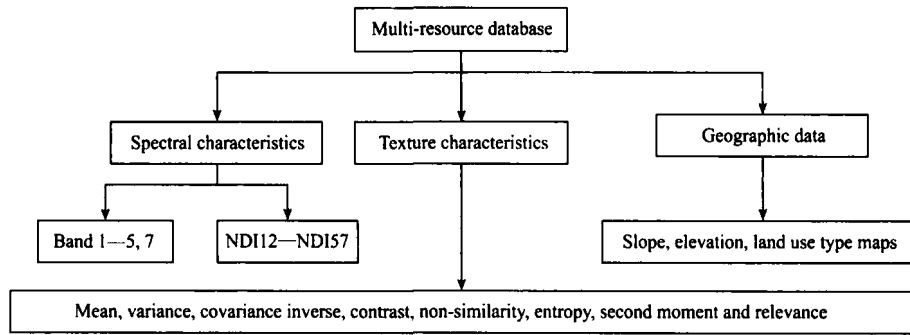 Multi-resource database
Spectral characteristics
Texture characteristics
Geographic data
Band 1—5, 7
NDI12—NDI57
Slope, elevation, land use type maps
Mean, variance, covariance inverse, contrast, non-similarity, entropy, second moment and relevance